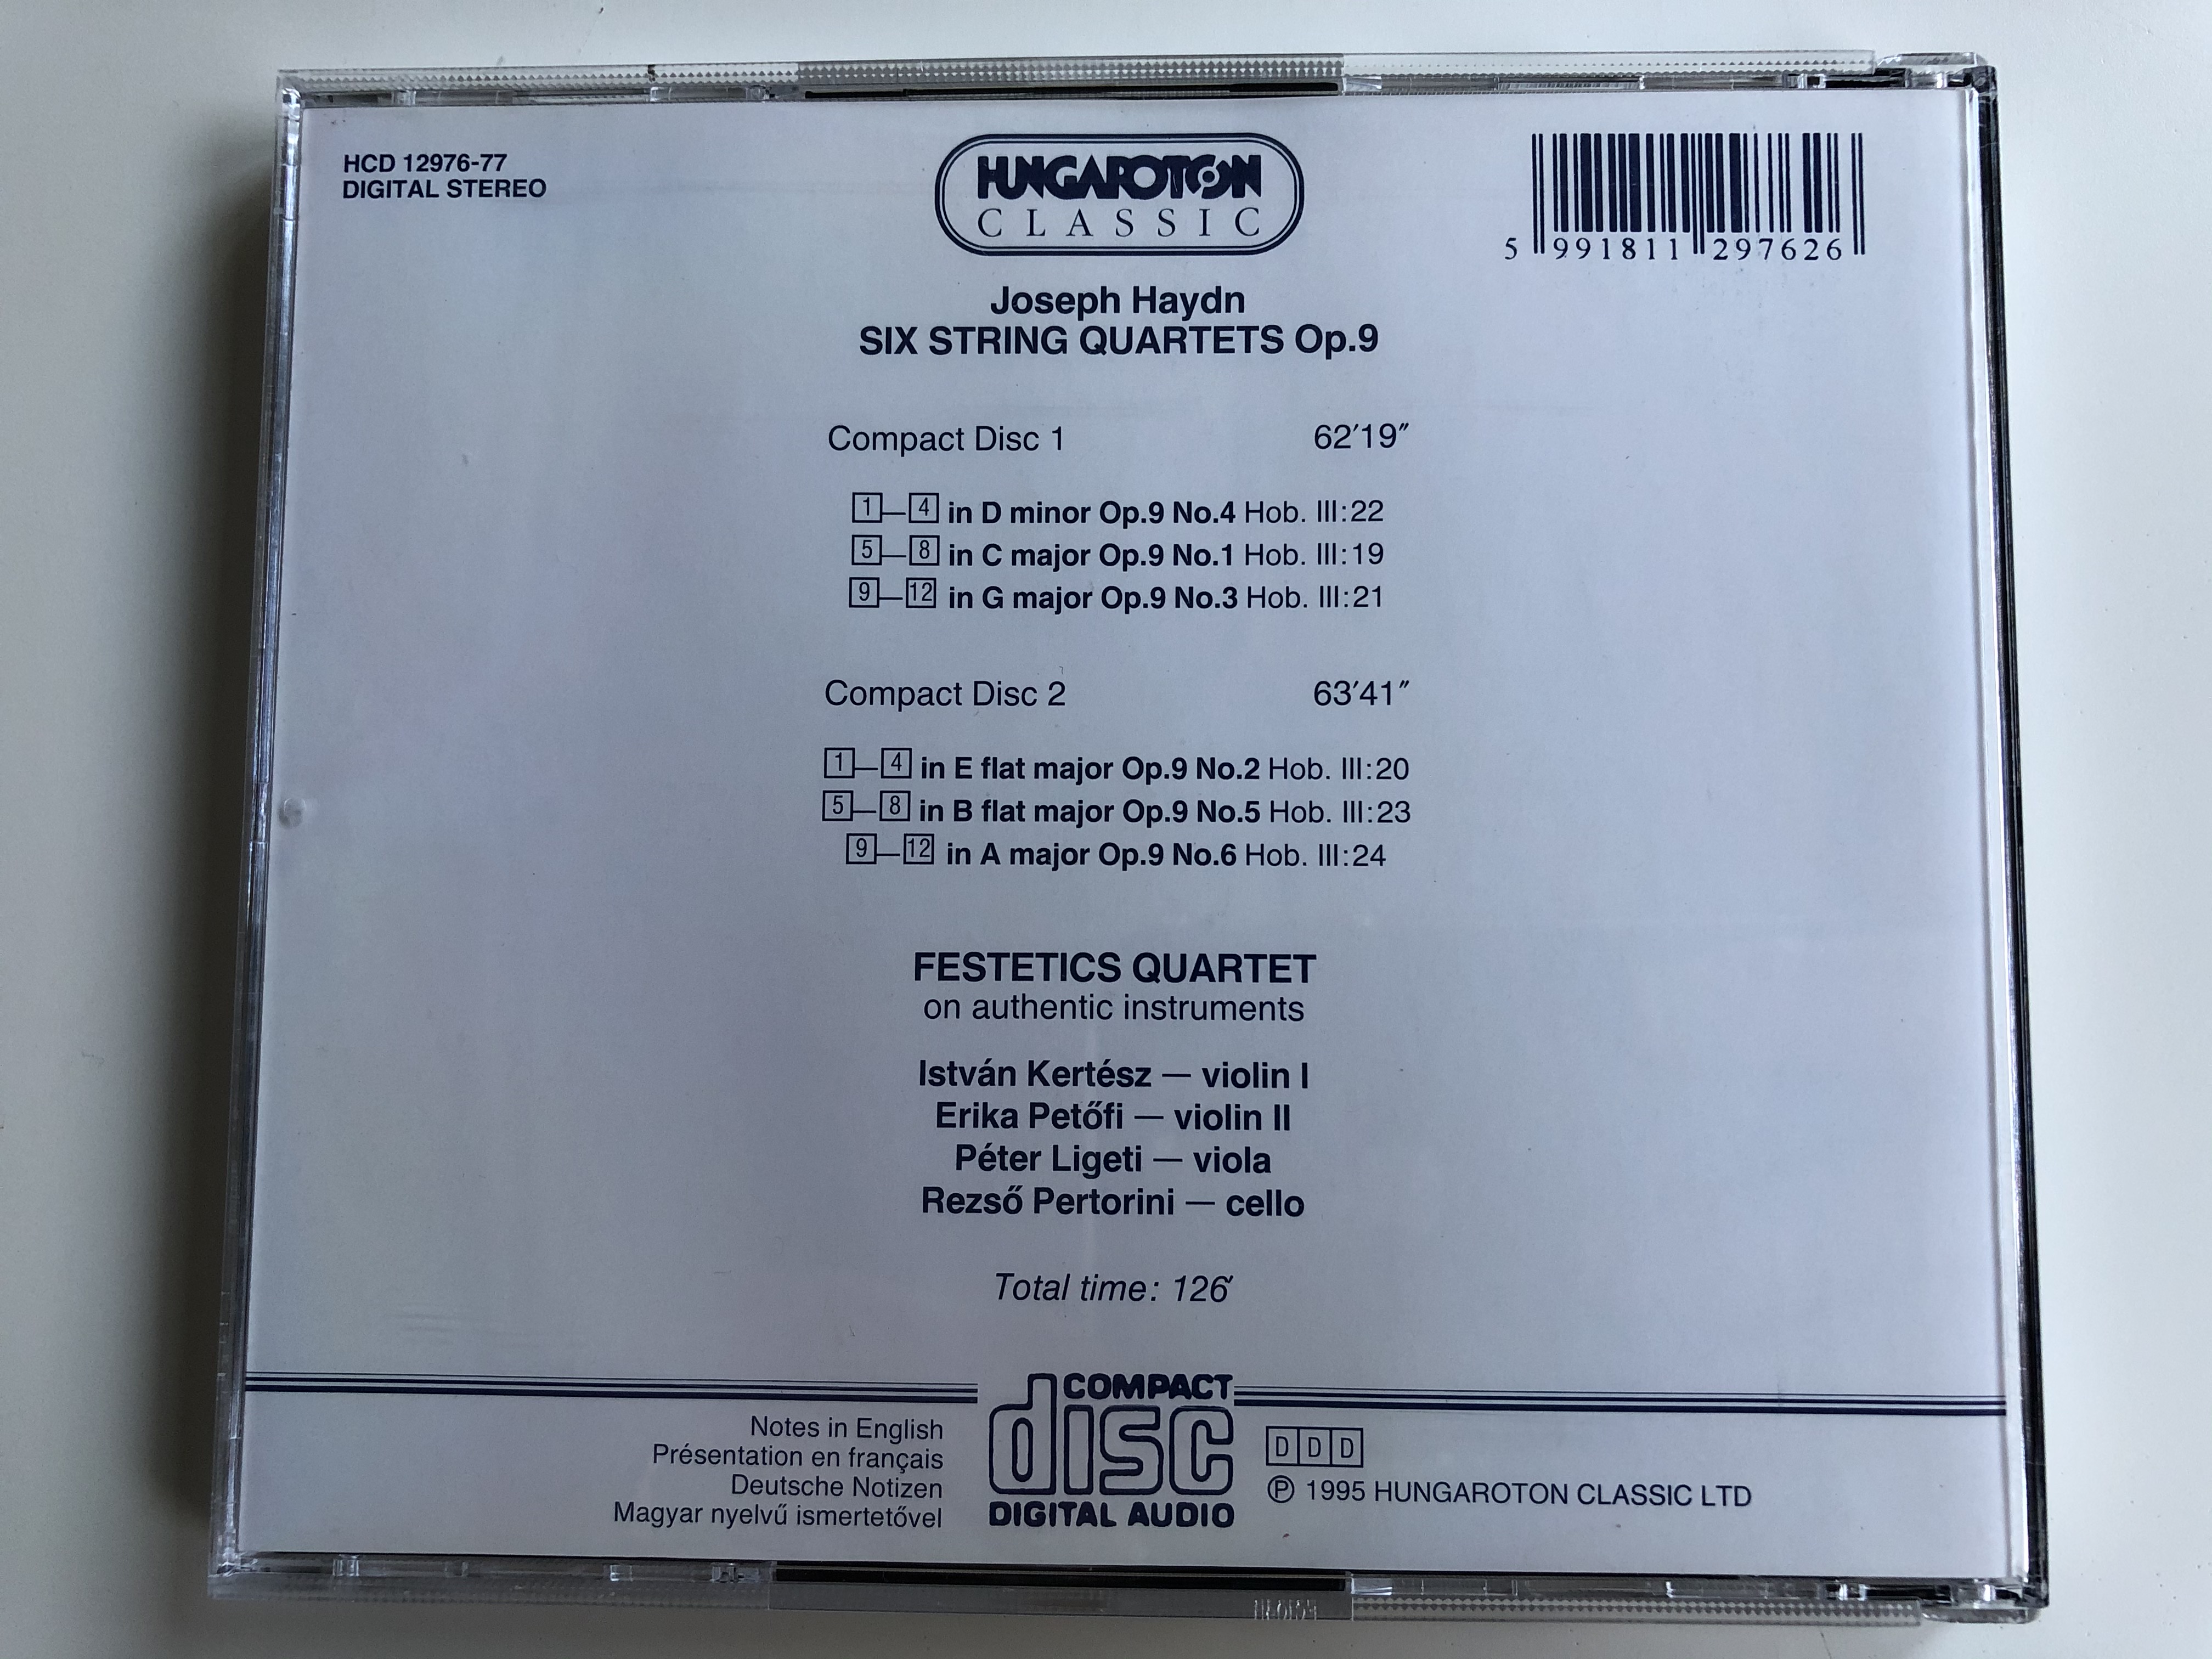 HCD 12976-77
DIGITAL STEREO
HUNGAROTON
CLASSIC
5 991811 297626
Joseph Haydn
SIX STRING QUARTETS Op.9
Compact Disc 1 62′19″
1—4 in D minor Op.9 No.4 Hob. III:22
5—8 in C major Op.9 No.1 Hob. III:19
9—12 in G major Op.9 No.3 Hob. III:21
Compact Disc 2 63′41″
1—4 in E flat major Op.9 No.2 Hob. III:20
5—8 in B flat major Op.9 No.5 Hob. III:23
9—12 in A major Op.9 No.6 Hob. III:24
FESTETICS QUARTET
on authentic instruments
István Kertész — violin I
Erika Petőfi — violin II
Péter Ligeti — viola
Rezső Pertorini — cello
Total time: 126′
Notes in English
Présentation en français
Deutsche Notizen
Magyar nyelvű ismertetővel
COMPACT
disc
DIGITAL AUDIO
DDD
Ⓟ 1995 HUNGAROTON CLASSIC LTD